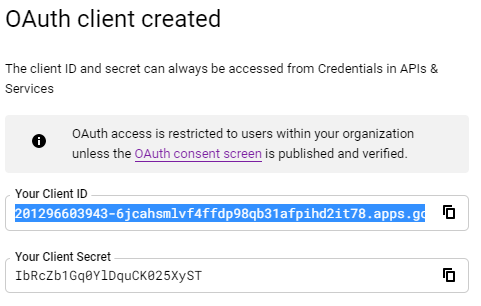 OAuth client created
The client ID and secret can always be accessed from Credentials in APIs &
Services
OAuth access is restricted to users within your organization
unless the OAuth consent screen is published and verified.
Your Client ID
201296603943-6jcahsmlvf4ffdp98qb31afpihd2it78.apps.go
Your Client Secret
IbRcZb1Gq0YlDquCK025XyST